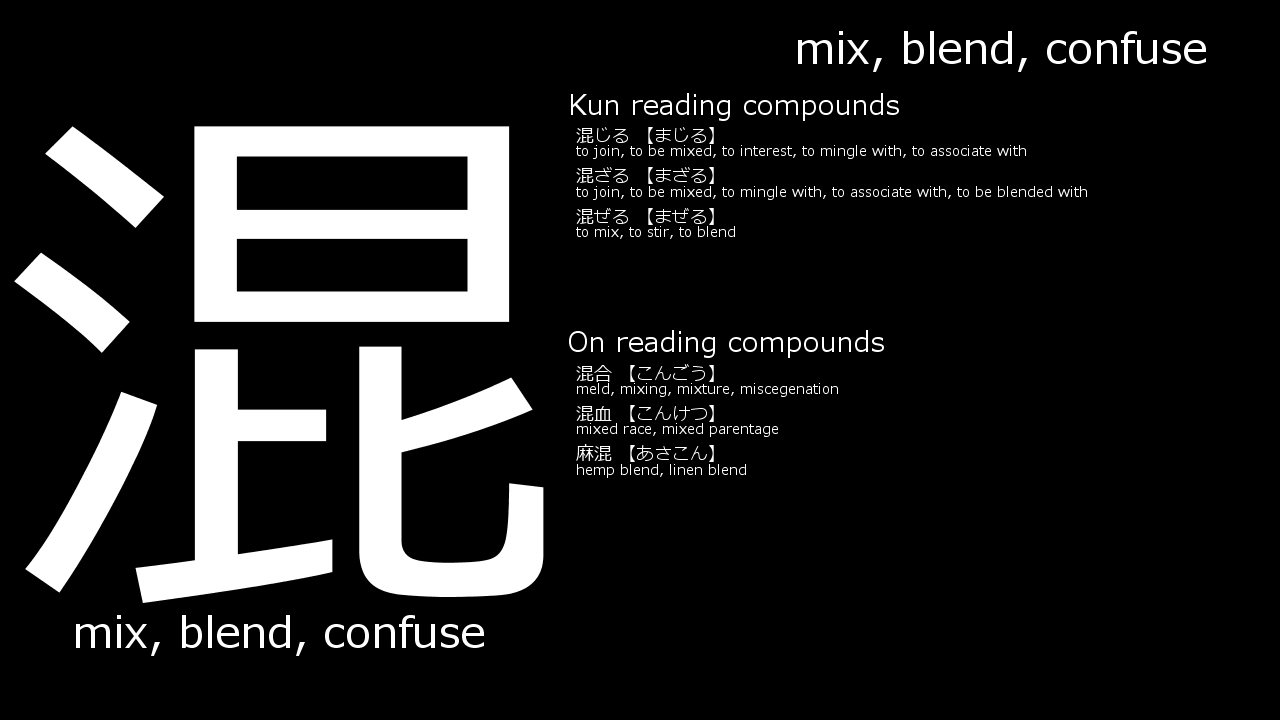 mix, blend, confuse
混
mix, blend, confuse
Kun reading compounds
混じる 【まじる】
to join, to be mixed, to interest, to mingle with, to associate with
混ざる 【まざる】
to join, to be mixed, to mingle with, to associate with, to be blended with
混ぜる 【まぜる】
to mix, to stir, to blend
On reading compounds
混合 【こんごう】
meld, mixing, mixture, miscegenation
混血 【こんけつ】
mixed race, mixed parentage
麻混 【あさこん】
hemp blend, linen blend